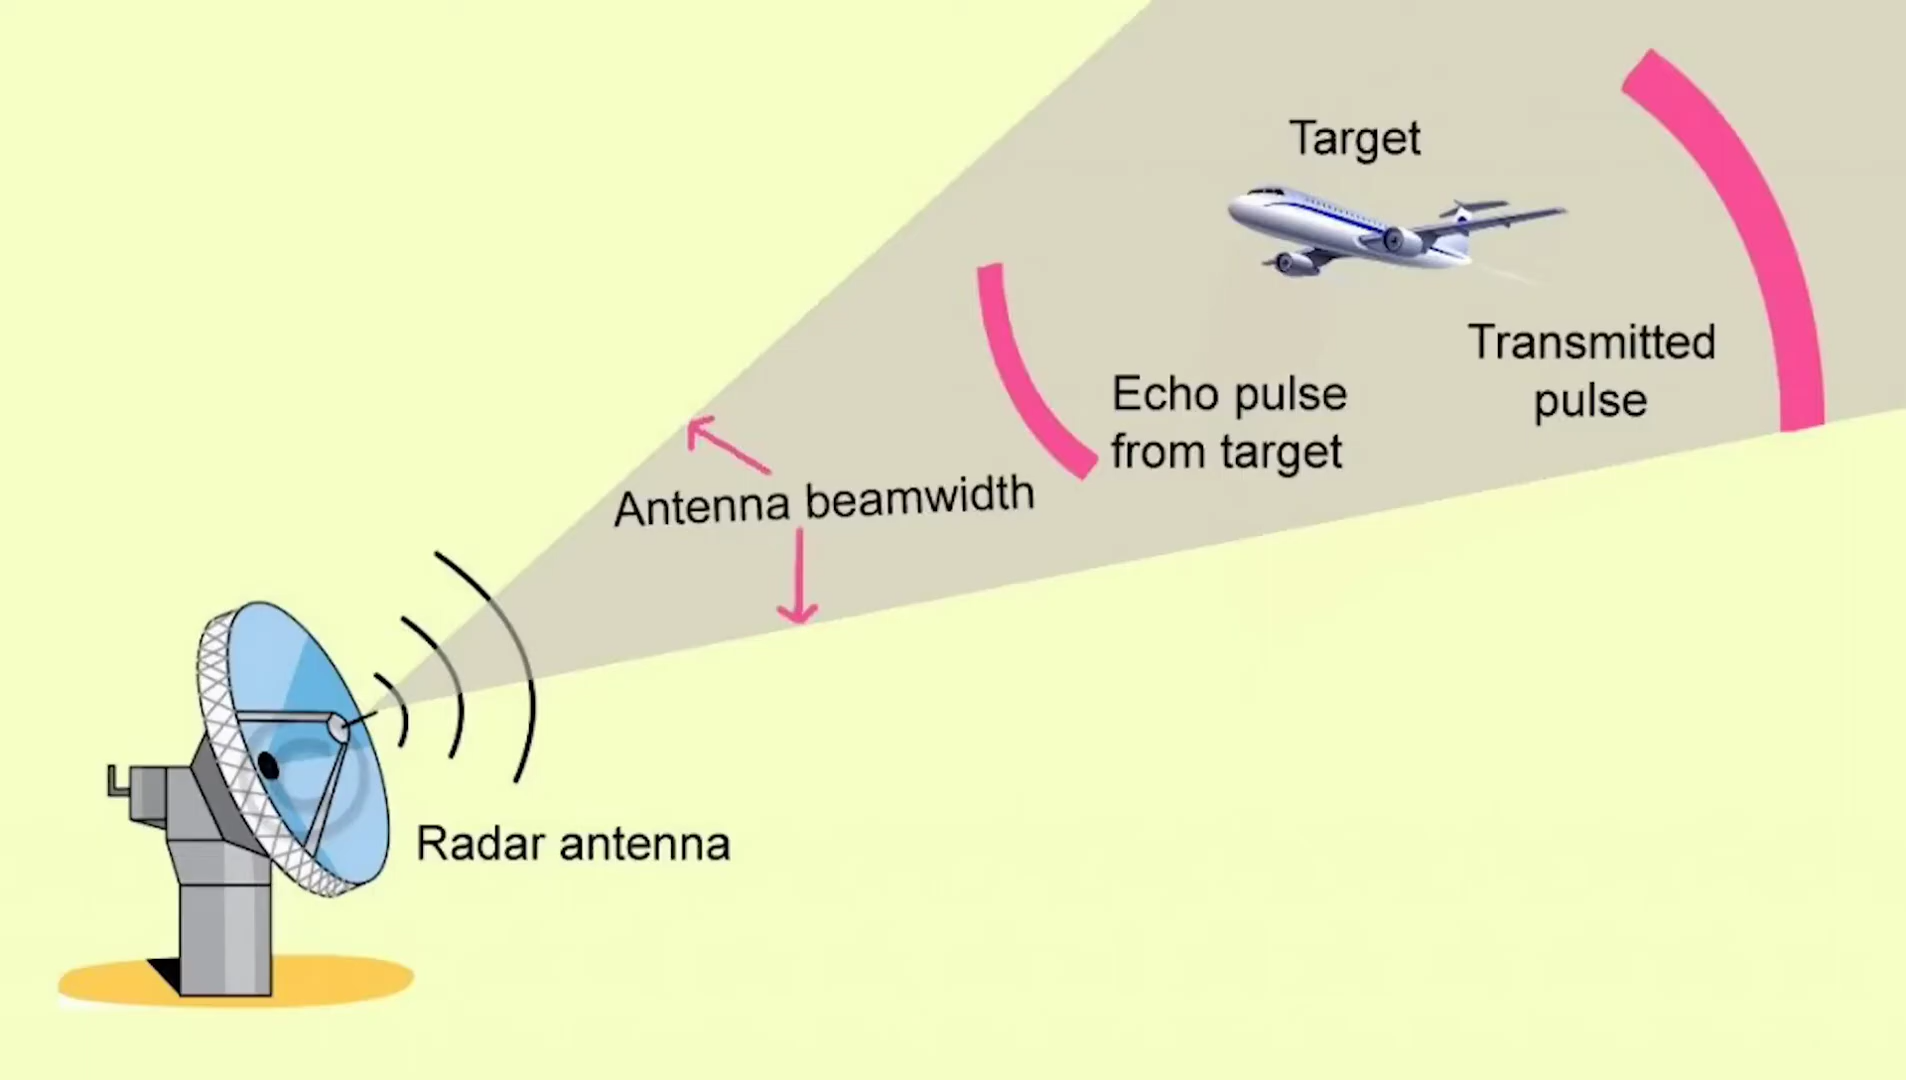 Target
Transmitted
pulse
Echo pulse
from target
Antenna beamwidth
Radar antenna